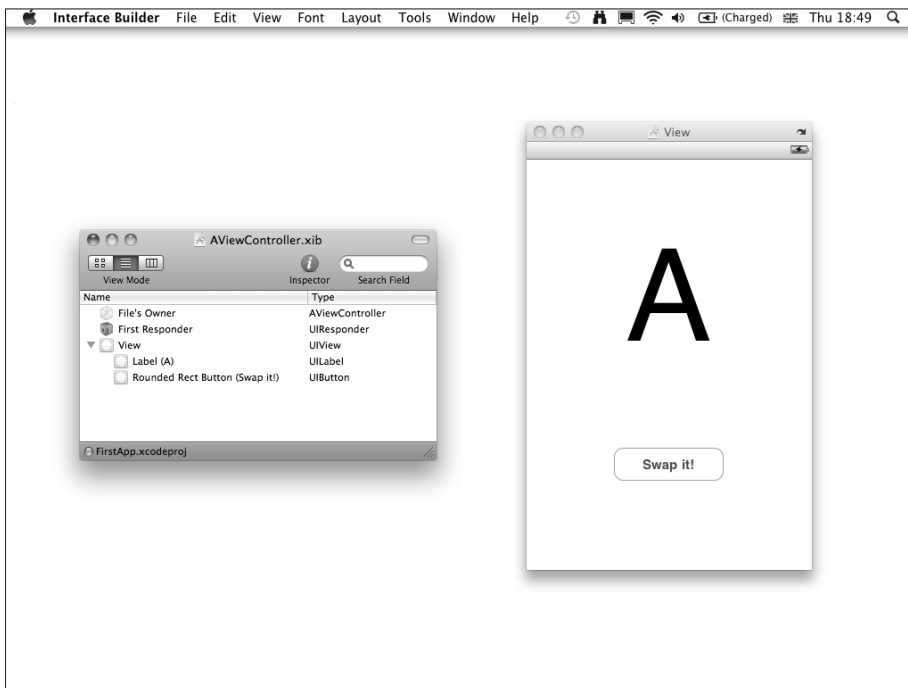 Interface Builder File Edit View Font Layout Tools Window Help (Charged) Thu 18:49
View
A
Swap it!
AViewController.xib
View Mode Inspector Search Field
Name Type
File's Owner AViewController
First Responder UIResponder
View UIView
Label (A) UILabel
Rounded Rect Button (Swap it!) UIButton
FirstApp.xcodeproj